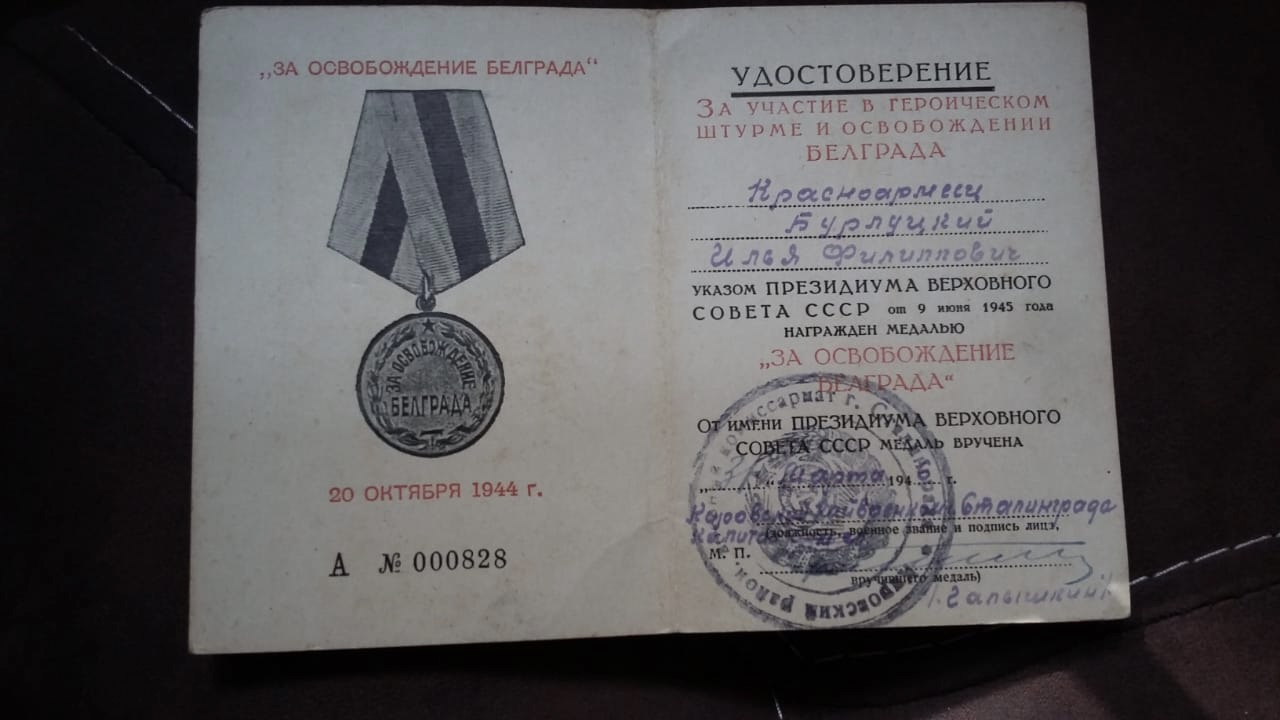 „ЗА ОСВОБОЖДЕНИЕ БЕЛГРАДА“
ЗА ОСВОБОЖДЕНИЕ
БЕЛГРАДА
20 ОКТЯБРЯ 1944 г.
А № 000828
УДОСТОВЕРЕНИЕ
ЗА УЧАСТИЕ В ГЕРОИЧЕСКОМ
ШТУРМЕ И ОСВОБОЖДЕНИИ
БЕЛГРАДА
Красноармеец
Бурлуцкий
Илья Филиппович
УКАЗОМ ПРЕЗИДИУМА ВЕРХОВНОГО
СОВЕТА СССР от 9 июня 1945 года
НАГРАЖДЕН МЕДАЛЬЮ
„ЗА ОСВОБОЖДЕНИЕ
БЕЛГРАДА“
ОТ ИМЕНИ ПРЕЗИДИУМА ВЕРХОВНОГО
СОВЕТА СССР МЕДАЛЬ ВРУЧЕНА
марта 194 г.
Сталинграда
(должность, военное звание и подпись лица,
М. П.
вручившего медаль)